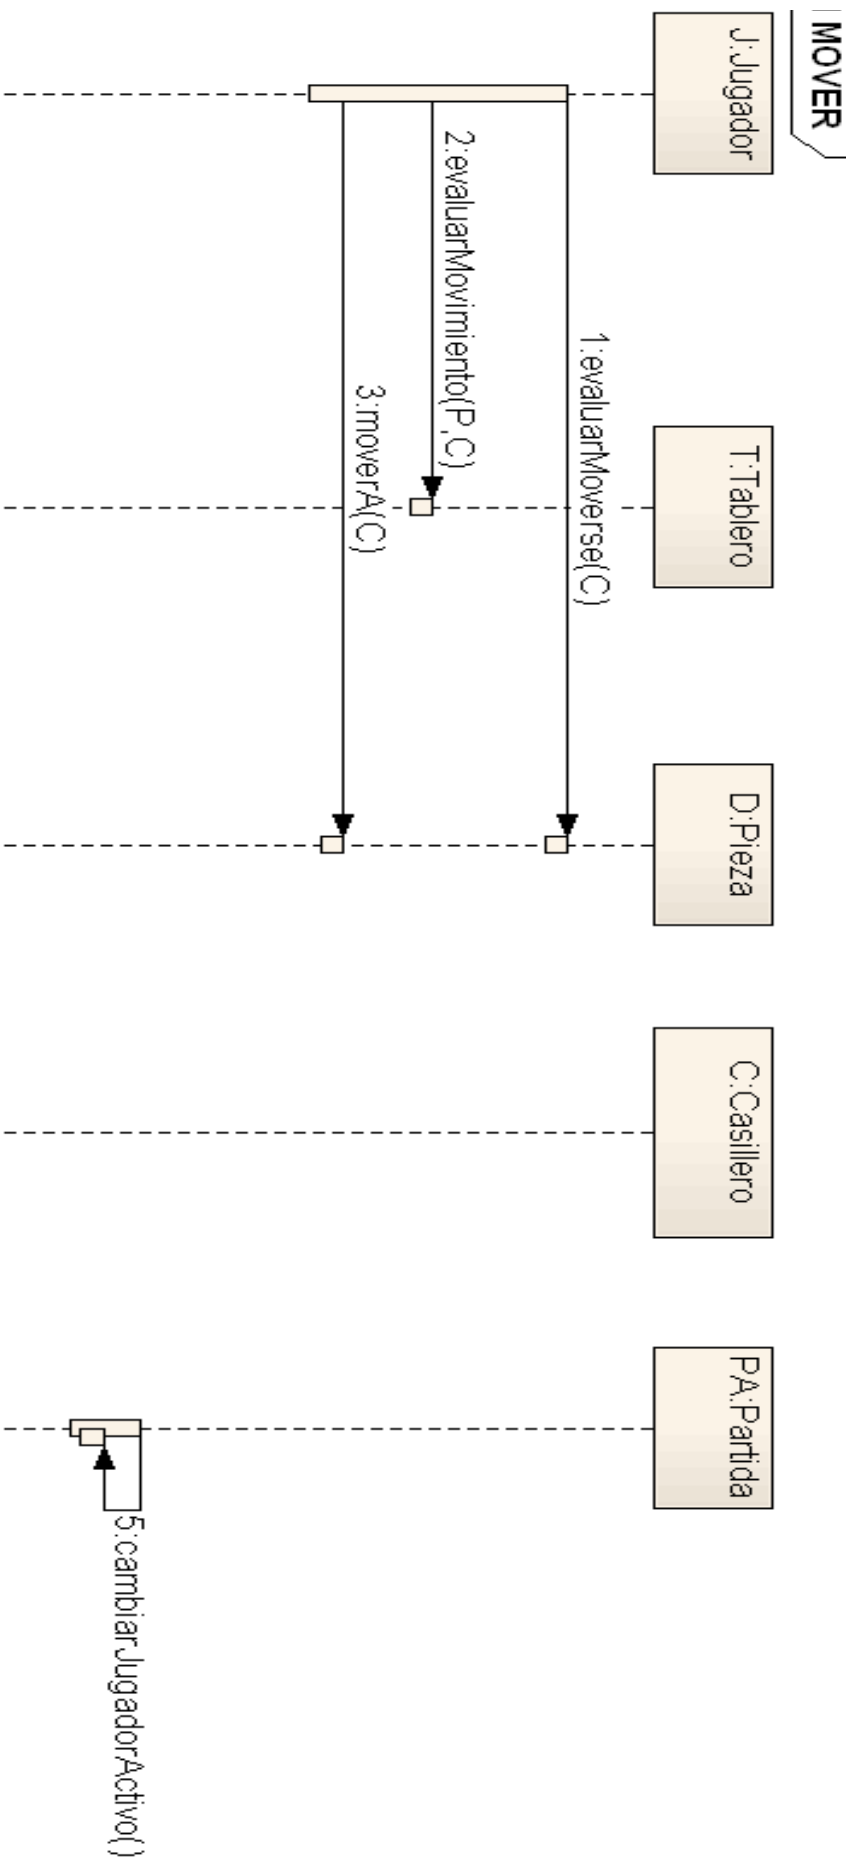 MOVER
J:Jugador
T:Tablero
D:Pieza
C:Casillero
PA:Partida
1:evaluarMoverse(C)
2:evaluarMovimiento(P,C)
3:moverA(C)
5:cambiarJugadorActivo()